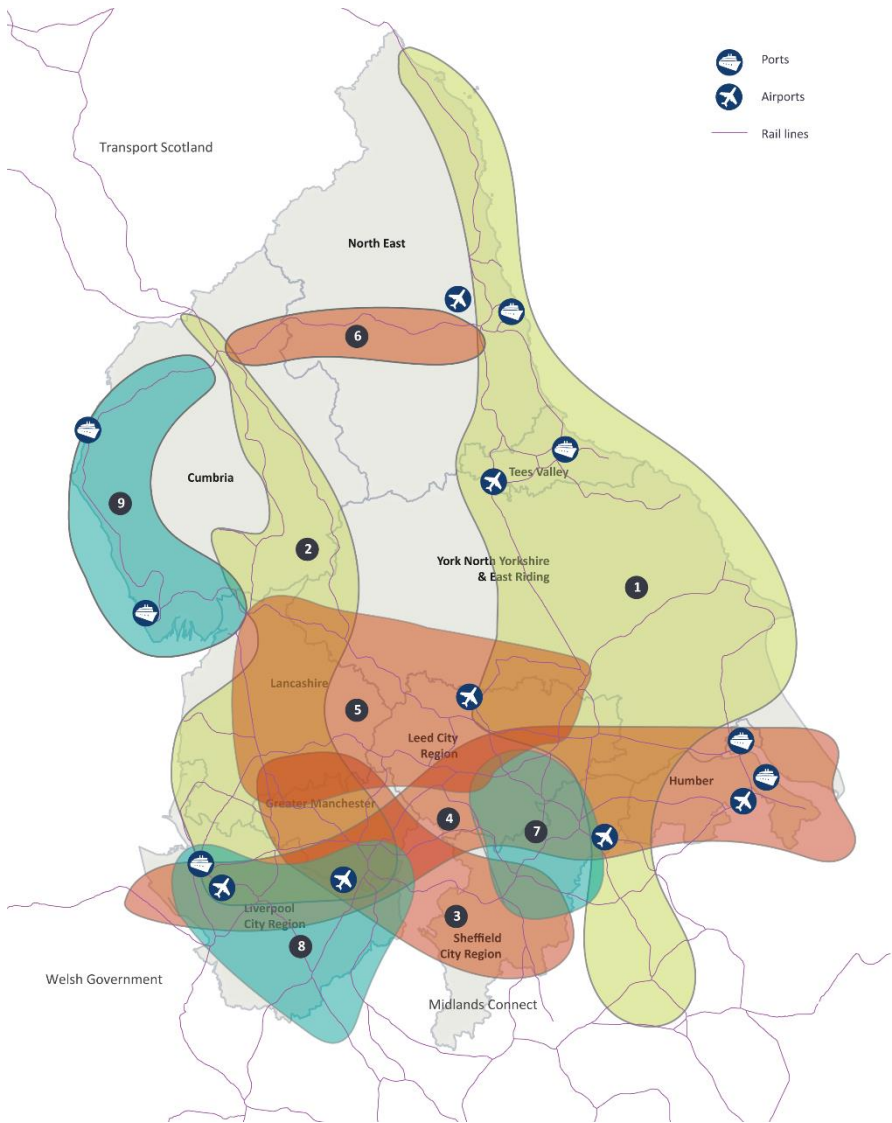 Ports
Airports
Rail lines
Transport Scotland
North East
6
Tees Valley
Cumbria
9
2
York North Yorkshire
& East Riding
1
Lancashire
5
Leed City
Region
Humber
Greater Manchester
4
7
3
Liverpool
City Region
8
Sheffield
City Region
Welsh Government
Midlands Connect